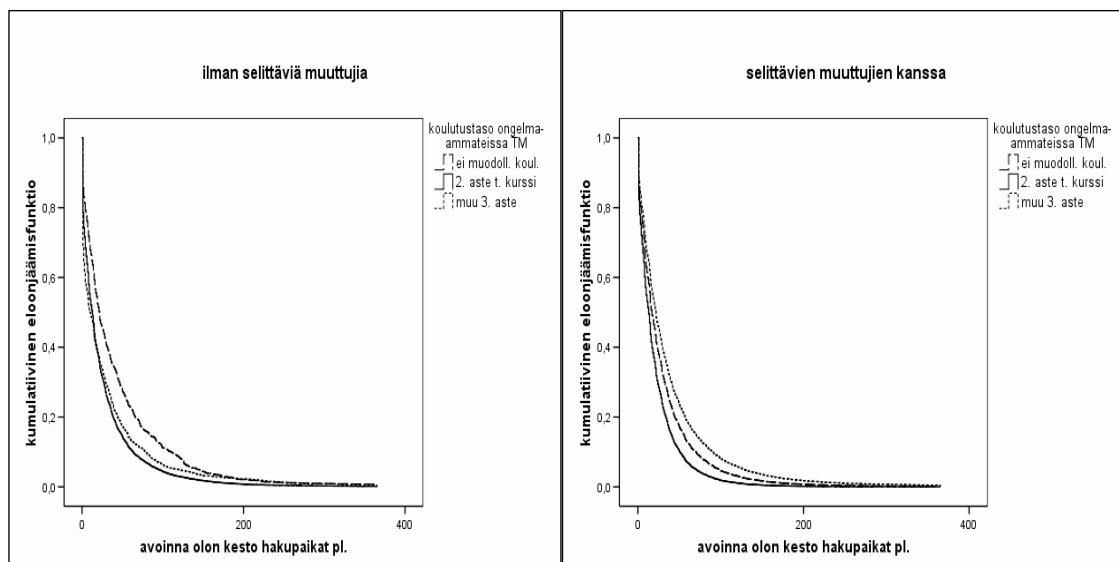 ilman selittäviä muuttujia
kumulatiivinen eloonjäämisfunktio
1,0
0,8
0,6
0,4
0,2
0,0
0
200
400
avoinna olon kesto hakupaikat pl.
koulutustaso ongelma-
ammateissa TM
ei muodoll. koul.
2. aste t. kurssi
muu 3. aste
selittävien muuttujien kanssa
kumulatiivinen eloonjäämisfunktio
1,0
0,8
0,6
0,4
0,2
0,0
0
200
400
avoinna olon kesto hakupaikat pl.
koulutustaso ongelma-
ammateissa TM
ei muodoll. koul.
2. aste t. kurssi
muu 3. aste